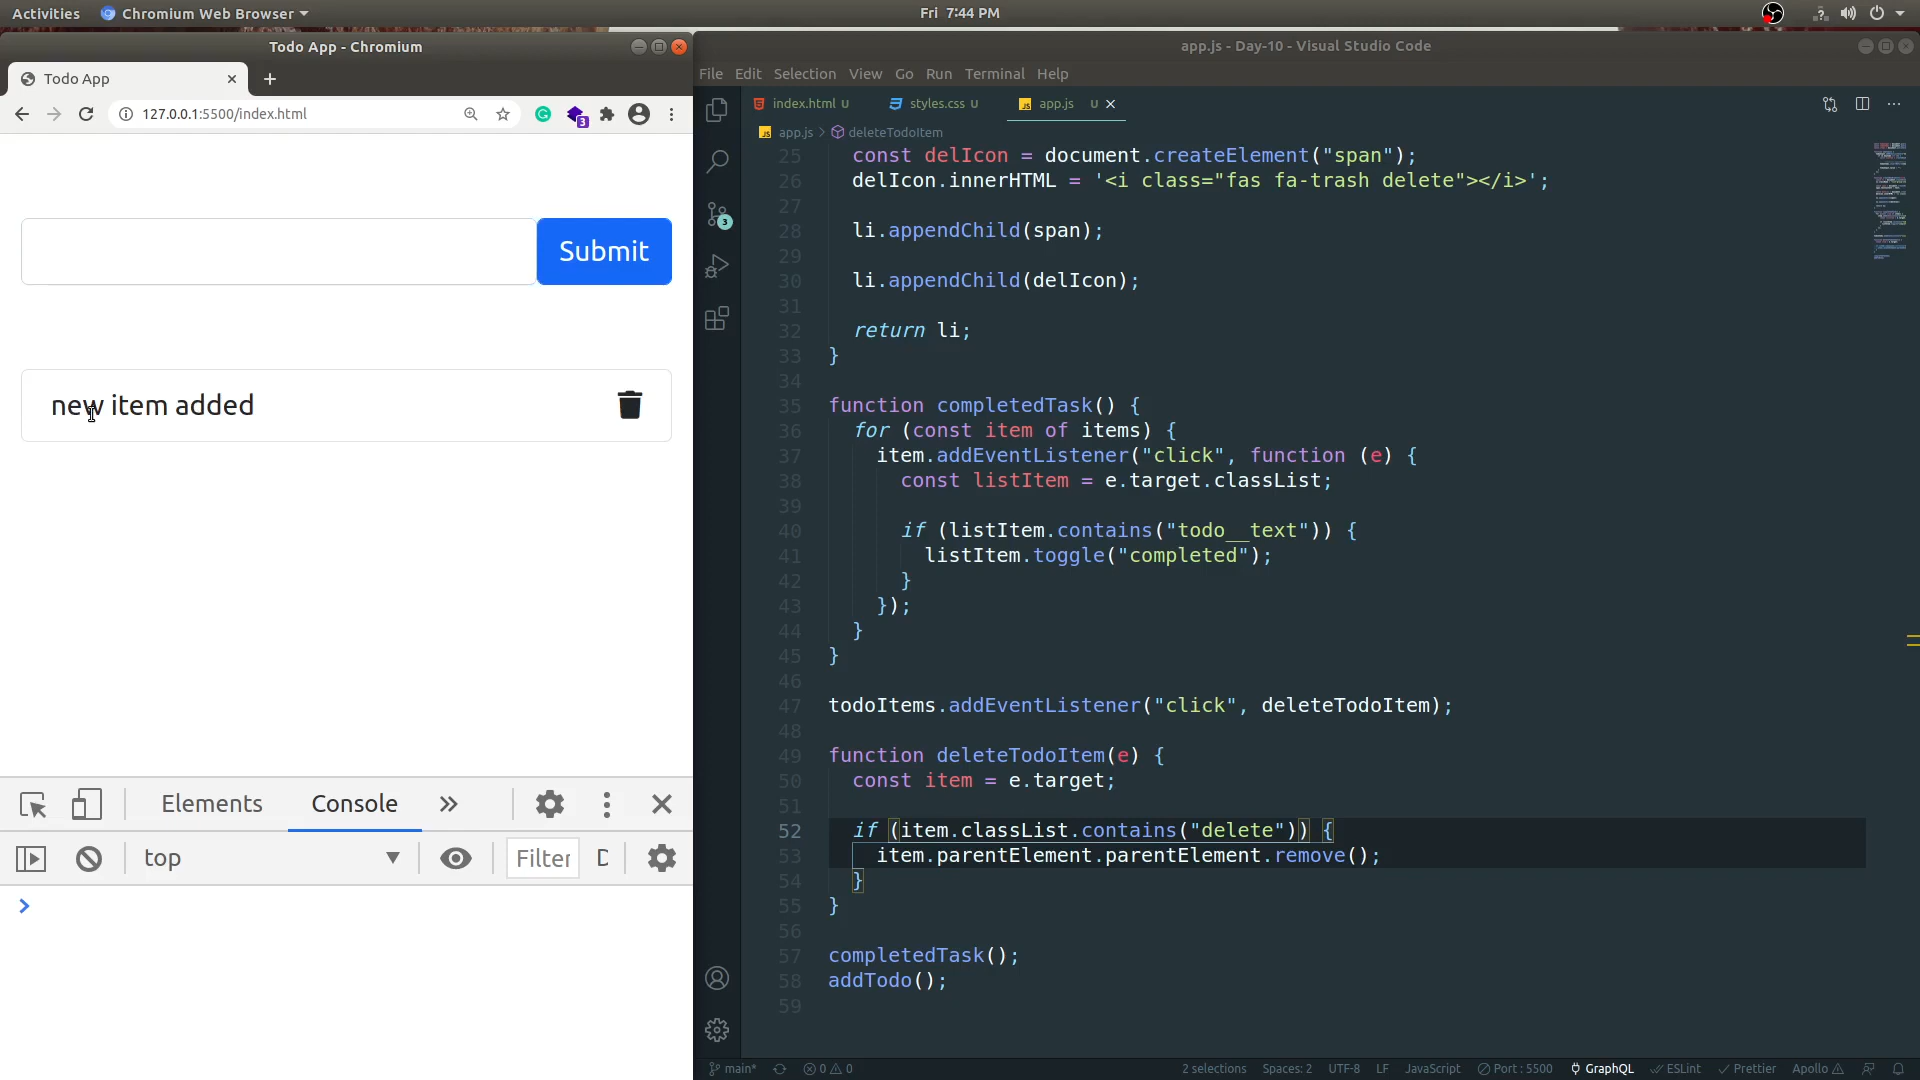 Activities Chromium Web Browser Fri 7:44 PM
Todo App - Chromium
Todo App
127.0.0.1:5500/index.html
3
Submit
new item added
Elements Console
top Filter D
app.js - Day-10 - Visual Studio Code
File Edit Selection View Go Run Terminal Help
index.html U styles.css U JS app.js U
JS app.js > deleteTodoItem
3
25 const delIcon = document.createElement("span");
26 delIcon.innerHTML = '<i class="fas fa-trash delete"></i>';
27
28 li.appendChild(span);
29
30 li.appendChild(delIcon);
31
32 return li;
33 }
34
35 function completedTask() {
36 for (const item of items) {
37 item.addEventListener("click", function (e) {
38 const listItem = e.target.classList;
39
40 if (listItem.contains("todo__text")) {
41 listItem.toggle("completed");
42 }
43 });
44 }
45 }
46
47 todoItems.addEventListener("click", deleteTodoItem);
48
49 function deleteTodoItem(e) {
50 const item = e.target;
51
52 if (item.classList.contains("delete")) {
53 item.parentElement.parentElement.remove();
54 }
55 }
56
57 completedTask();
58 addTodo();
59
main* 0 0 2 selections Spaces: 2 UTF-8 LF JavaScript Port : 5500 GraphQL ESLint Prettier Apollo